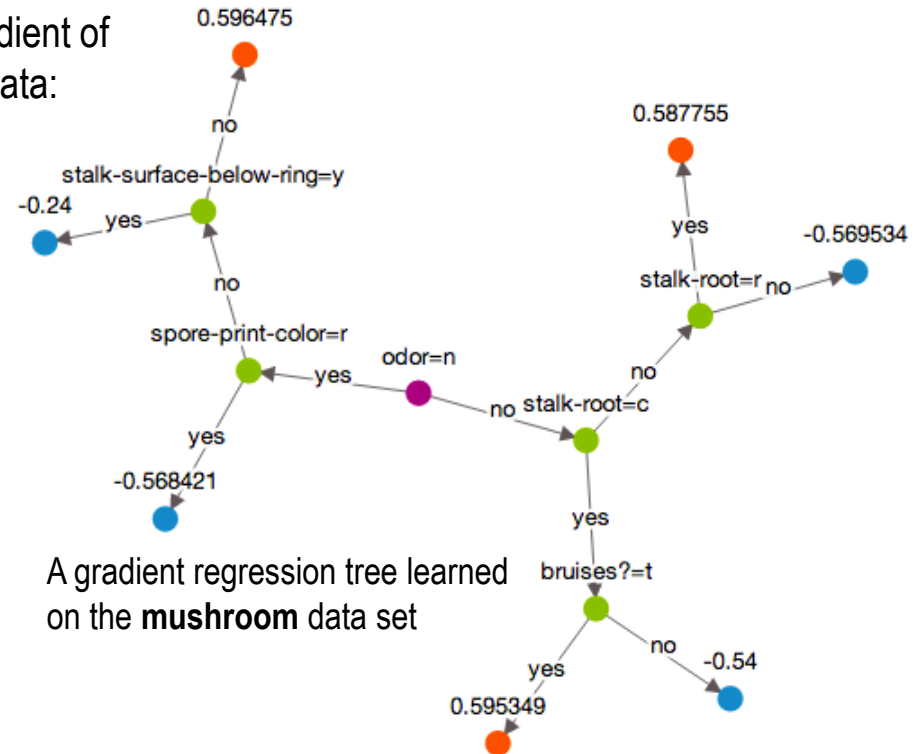 dient of
ata:
0.596475
no
stalk-surface-below-ring=y
-0.24
yes
no
spore-print-color=r
yes
yes
-0.568421
odor=n
no
stalk-root=c
0.587755
yes
-0.569534
stalk-root=r
no
no
yes
bruises?=t
yes
0.595349
no
-0.54
A gradient regression tree learned
on the mushroom data set